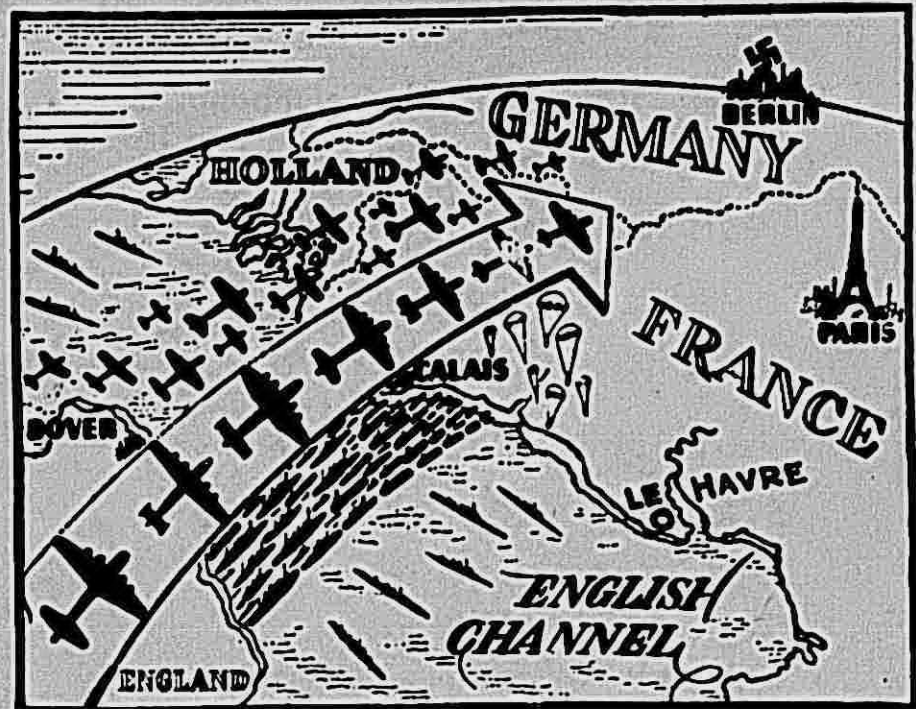 BERLIN
GERMANY
HOLLAND
PARIS
FRANCE
CALAIS
DOVER
LE HAVRE
ENGLISH
CHANNEL
ENGLAND